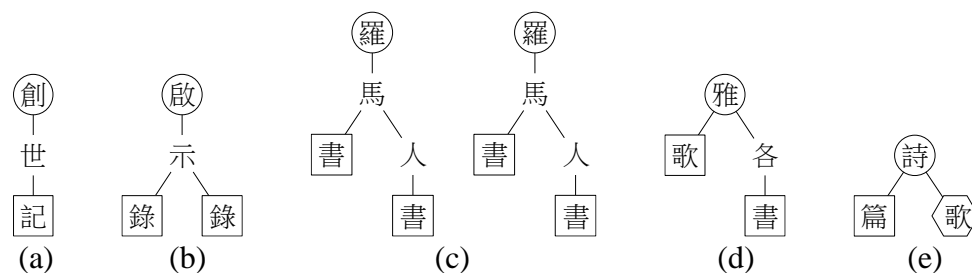 羅 羅
創 啟 馬 馬 雅
世 示 書 人 書 人 歌 各 詩
記 錄 錄 書 書 書 篇 歌
(a) (b) (c) (d) (e)